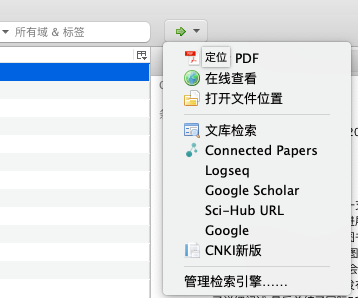 所有域 & 标签
定位 PDF
在线查看
打开文件位置
文库检索
Connected Papers
Logseq
Google Scholar
Sci-Hub URL
Google
CNKI新版
管理检索引擎……